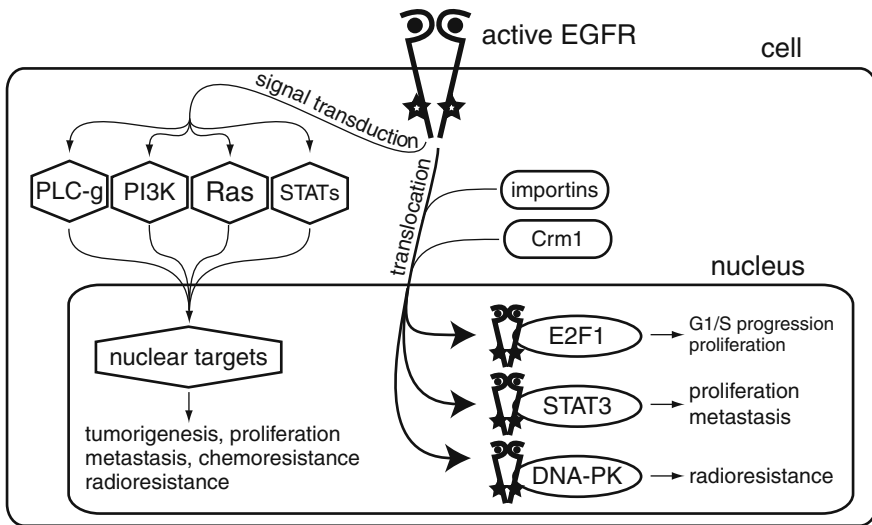 active EGFR
cell
signal transduction
PLC-g
PI3K
Ras
STATs
translocation
importins
Crm1
nucleus
nuclear targets
tumorigenesis, proliferation
metastasis, chemoresistance
radioresistance
E2F1
G1/S progression
proliferation
STAT3
proliferation
metastasis
DNA-PK
radioresistance